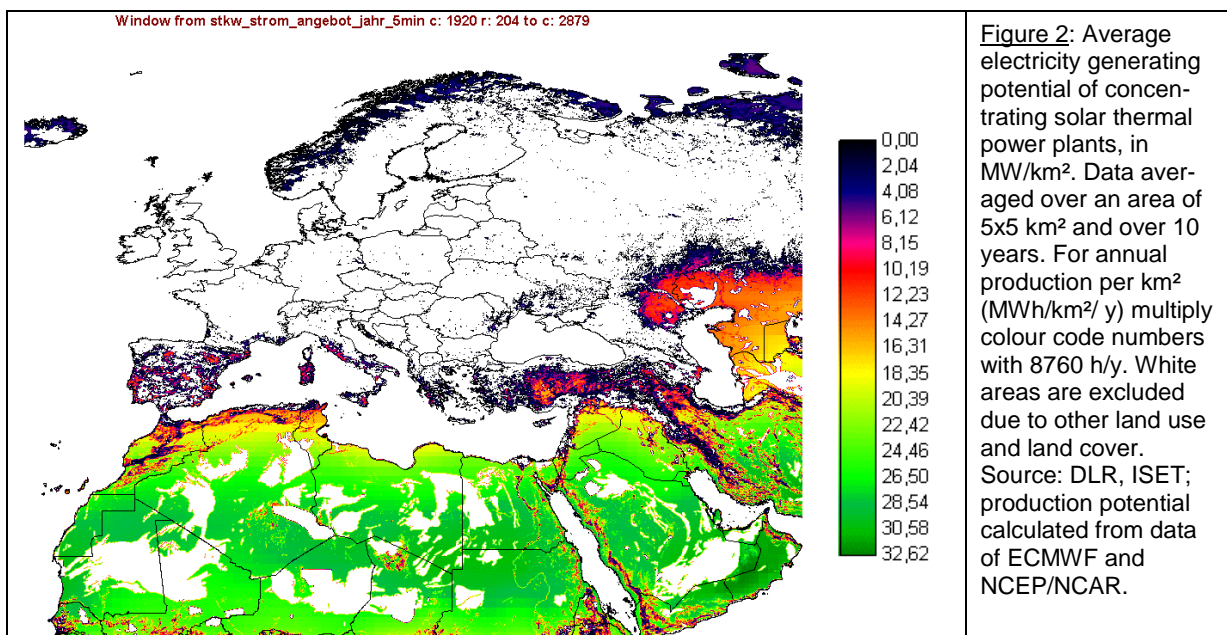 Window from stkw_strom_angebot_jahr_5min c: 1920 r: 204 to c: 2879
0,00
2,04
4,08
6,12
8,15
10,19
12,23
14,27
16,31
18,35
20,39
22,42
24,46
26,50
28,54
30,58
32,62
Figure 2: Average
electricity generating
potential of concen-
trating solar thermal
power plants, in
MW/km². Data aver-
aged over an area of
5x5 km² and over 10
years. For annual
production per km²
(MWh/km²/ y) multiply
colour code numbers
with 8760 h/y. White
areas are excluded
due to other land use
and land cover.
Source: DLR, ISET;
production potential
calculated from data
of ECMWF and
NCEP/NCAR.